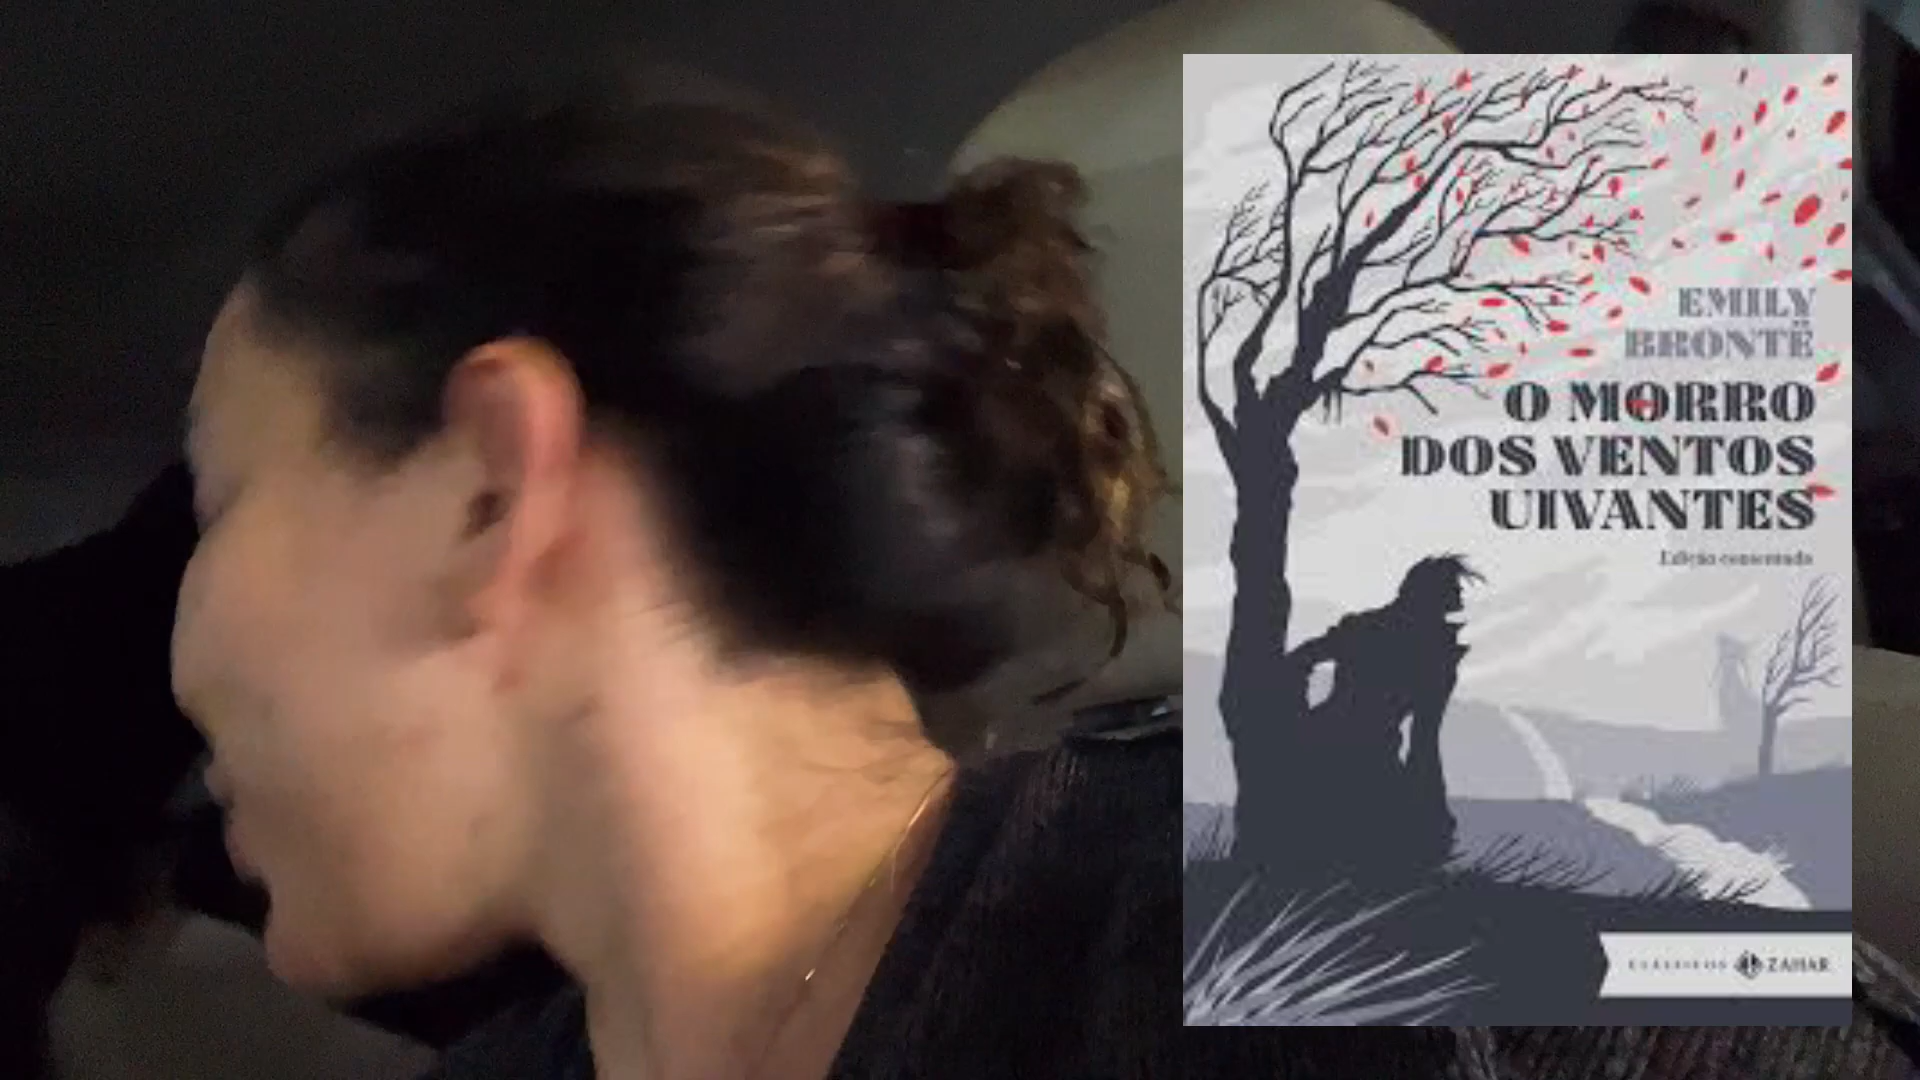 EMILY
BRONTË
O MORRO
DOS VENTOS
UIVANTES
Edição comentada
CLÁSSICOS ZAHAR